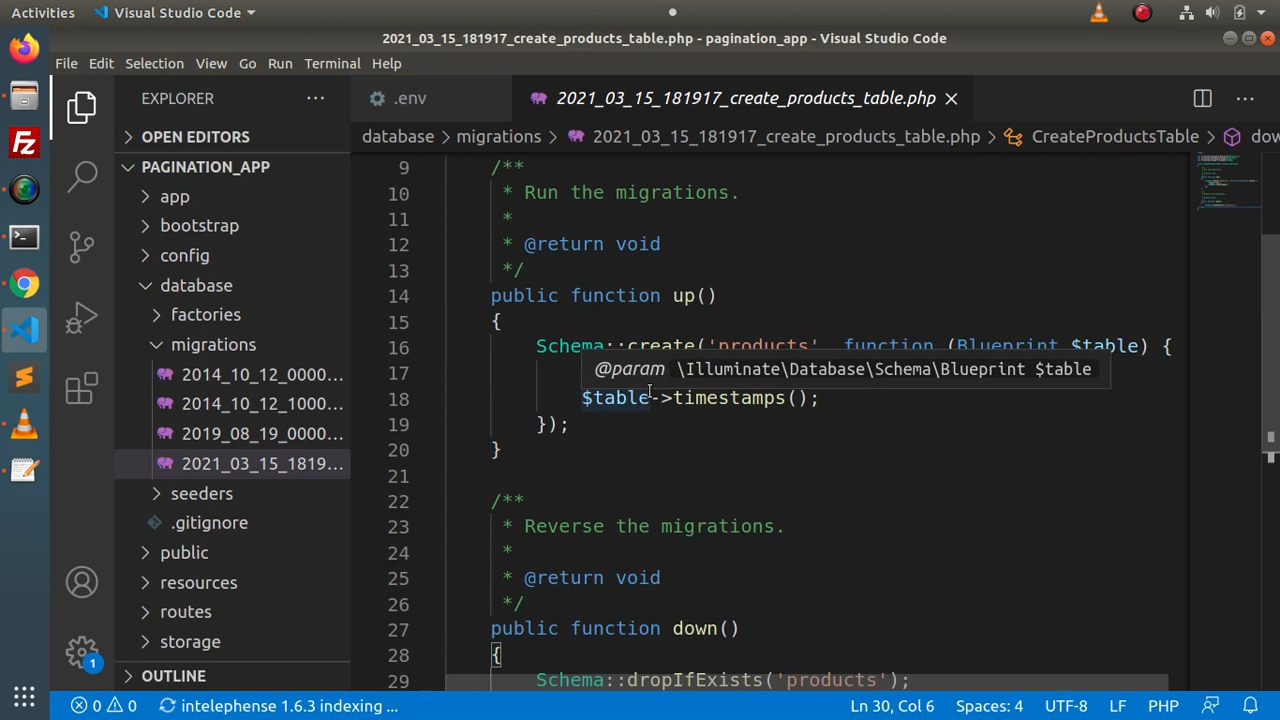 Activities Visual Studio Code
2021_03_15_181917_create_products_table.php - pagination_app - Visual Studio Code
File Edit Selection View Go Run Terminal Help
EXPLORER ···
.env
2021_03_15_181917_create_products_table.php
database > migrations > 2021_03_15_181917_create_products_table.php > CreateProductsTable > dow
OPEN EDITORS
PAGINATION_APP
app
bootstrap
config
database
factories
migrations
2014_10_12_0000...
2014_10_12_1000...
2019_08_19_0000...
2021_03_15_1819...
seeders
.gitignore
public
resources
routes
storage
OUTLINE
9 /**
10 * Run the migrations.
11 *
12 * @return void
13 */
14 public function up()
15 {
16 Schema::create('products', function (Blueprint $table) {
@param \Illuminate\Database\Schema\Blueprint $table
17
18 $table->timestamps();
19 });
20 }
21
22 /**
23 * Reverse the migrations.
24 *
25 * @return void
26 */
27 public function down()
28 {
29 Schema::dropIfExists('products');
1
0 0 intelephense 1.6.3 indexing ... Ln 30, Col 6 Spaces: 4 UTF-8 LF PHP